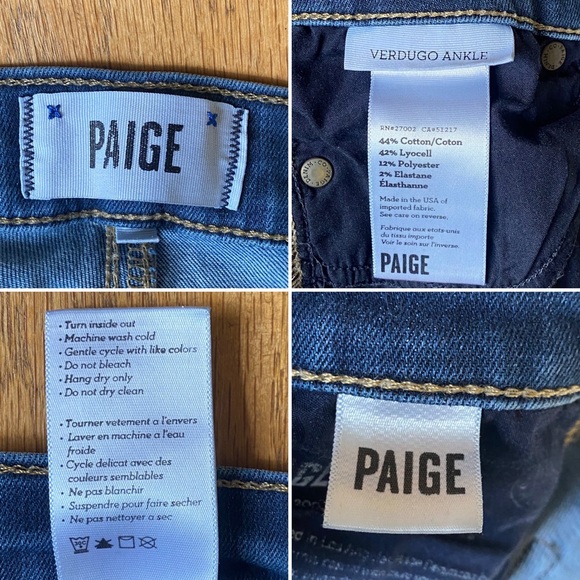 PAIGE
VERDUGO ANKLE
RN#27002 CA#51217
44% Cotton/Coton
42% Lyocell
12% Polyester
2% Elastane
Élasthanne
Made in the USA of
imported fabric.
See care on reverse.
Fabrique aux etats-unis
du tissu importe
Voir le soin sur l'inverse.
PAIGE
• Turn inside out
• Machine wash cold
• Gentle cycle with like colors
• Do not bleach
• Hang dry only
• Do not dry clean
• Tourner vetement a l'envers
• Laver en machine a l'eau
froide
• Cycle delicat avec des
couleurs semblables
• Ne pas blanchir
• Suspendre pour faire secher
• Ne pas nettoyer a sec
PAIGE